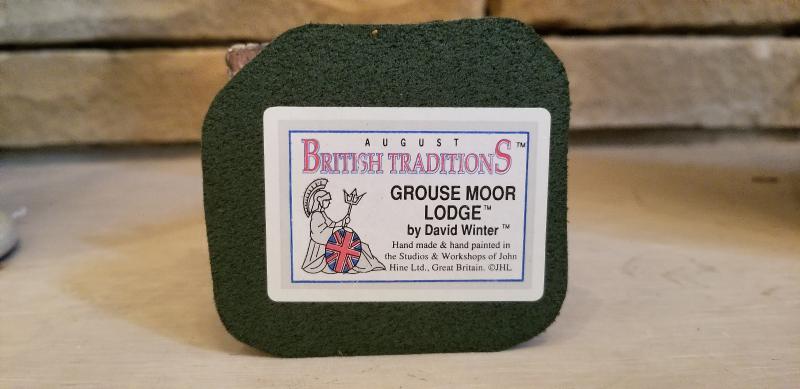 AUGUST
BRITISH TRADITIONS™
GROUSE MOOR
LODGE™
by David Winter™
Hand made & hand painted in
the Studios & Workshops of John
Hine Ltd., Great Britain. ©JHL